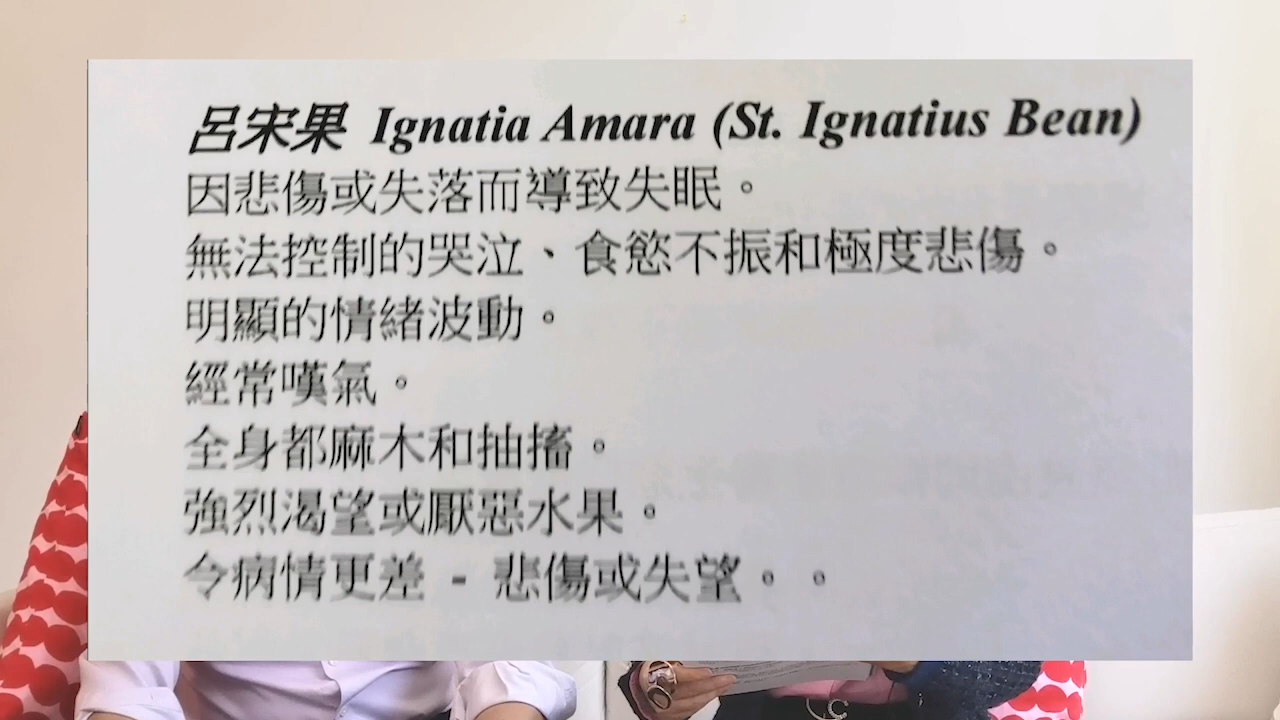 呂宋果 Ignatia Amara (St. Ignatius Bean)
因悲傷或失落而導致失眠。
無法控制的哭泣、食慾不振和極度悲傷。
明顯的情緒波動。
經常嘆氣。
全身都麻木和抽搐。
強烈渴望或厭惡水果。
令病情更差 - 悲傷或失望。。